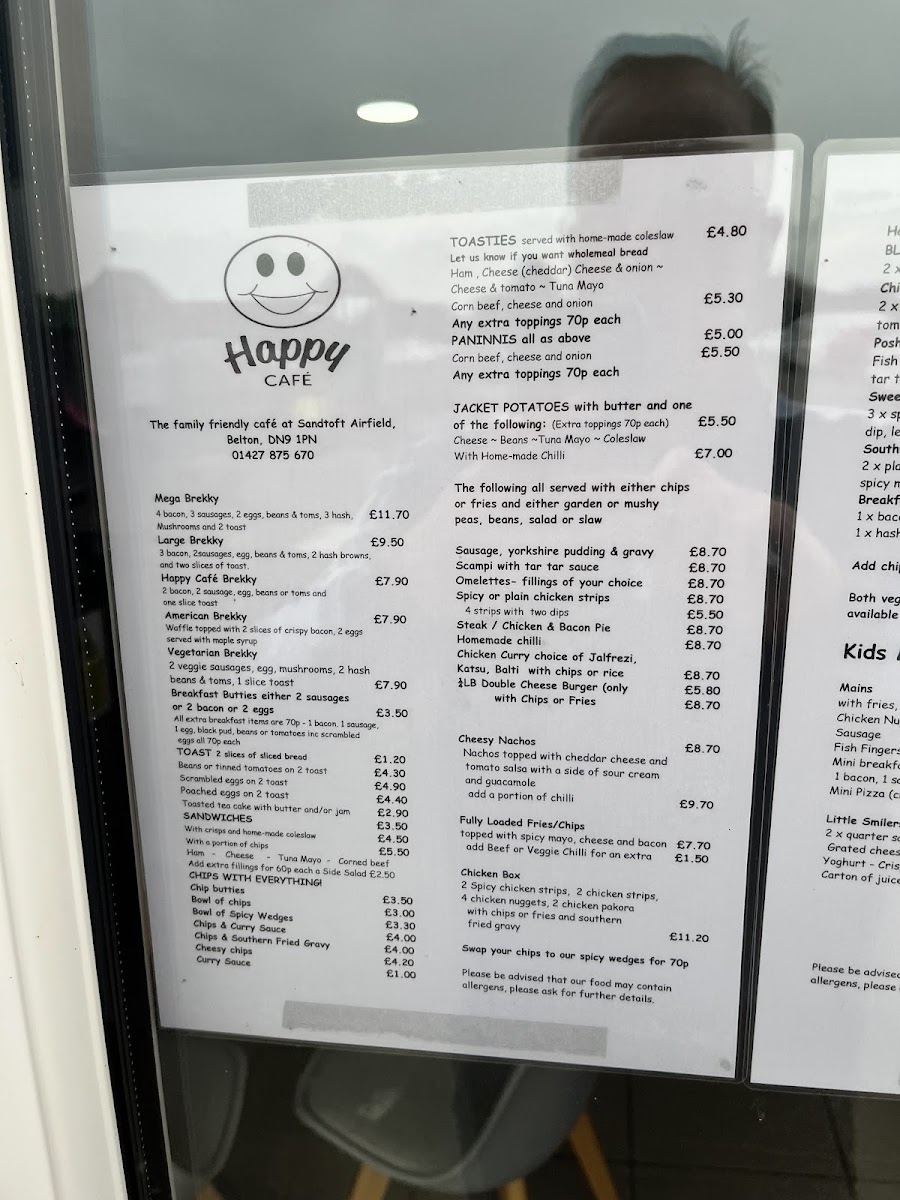 Happy
CAFÉ
The family friendly café at Sandtoft Airfield,
Belton, DN9 1PN
01427 875 670
Mega Brekky
4 bacon, 3 sausages, 2 eggs, beans & toms, 3 hash, £11.70
Mushrooms and 2 toast
Large Brekky £9.50
3 bacon, 2sausages, egg, beans & toms, 2 hash browns,
and two slices of toast.
Happy Café Brekky £7.90
2 bacon, 2 sausage, egg, beans or toms and
one slice toast
American Brekky £7.90
Waffle topped with 2 slices of crispy bacon, 2 eggs
served with maple syrup
Vegetarian Brekky
2 veggie sausages, egg, mushrooms, 2 hash
beans & toms, 1 slice toast £7.90
Breakfast Butties either 2 sausages
or 2 bacon or 2 eggs £3.50
All extra breakfast items are 70p - 1 bacon, 1 sausage,
1 egg, black pud, beans or tomatoes inc scrambled
eggs all 70p each
TOAST 2 slices of sliced bread £1.20
Beans or tinned tomatoes on 2 toast £4.30
Scrambled eggs on 2 toast £4.90
Poached eggs on 2 toast £4.40
Toasted tea cake with butter and/or jam £2.90
SANDWICHES £3.50
With crisps and home-made coleslaw £4.50
With a portion of chips £5.50
Ham - Cheese - Tuna Mayo - Corned beef
Add extra fillings for 60p each a Side Salad £2.50
CHIPS WITH EVERYTHING!
Chip butties £3.50
Bowl of chips £3.00
Bowl of Spicy Wedges £3.30
Chips & Curry Sauce £4.00
Chips & Southern Fried Gravy £4.00
Cheesy chips £4.20
Curry Sauce £1.00
TOASTIES served with home-made coleslaw £4.80
Let us know if you want wholemeal bread
Ham , Cheese (cheddar) Cheese & onion ~
Cheese & tomato ~ Tuna Mayo
Corn beef, cheese and onion £5.30
Any extra toppings 70p each
PANINNIS all as above £5.00
Corn beef, cheese and onion £5.50
Any extra toppings 70p each
JACKET POTATOES with butter and one
of the following: (Extra toppings 70p each) £5.50
Cheese ~ Beans ~Tuna Mayo ~ Coleslaw
With Home-made Chilli £7.00
The following all served with either chips
or fries and either garden or mushy
peas, beans, salad or slaw
Sausage, yorkshire pudding & gravy £8.70
Scampi with tar tar sauce £8.70
Omelettes- fillings of your choice £8.70
Spicy or plain chicken strips £8.70
4 strips with two dips £5.50
Steak / Chicken & Bacon Pie £8.70
Homemade chilli £8.70
Chicken Curry choice of Jalfrezi,
Katsu, Balti with chips or rice £8.70
¼LB Double Cheese Burger (only £5.80
with Chips or Fries £8.70
Cheesy Nachos £8.70
Nachos topped with cheddar cheese and
tomato salsa with a side of sour cream
and guacamole
add a portion of chilli £9.70
Fully Loaded Fries/Chips
topped with spicy mayo, cheese and bacon £7.70
add Beef or Veggie Chilli for an extra £1.50
Chicken Box
2 Spicy chicken strips, 2 chicken strips,
4 chicken nuggets, 2 chicken pakora
with chips or fries and southern
fried gravy £11.20
Swap your chips to our spicy wedges for 70p
Please be advised that our food may contain
allergens, please ask for further details.
2 x
2 x
Posh
Fish
3 x sp
South
2 x
spicy
1 x
1 x hash
Add
Both
available
Kids
Mains
with fries,
Chicken
Sausage
Fish Fingers
Mini
1 bacon, 1
Mini Pizza
Little
2 x quarter
Grated
Yoghurt -
Carton of juice
Please be advised
allergens, please